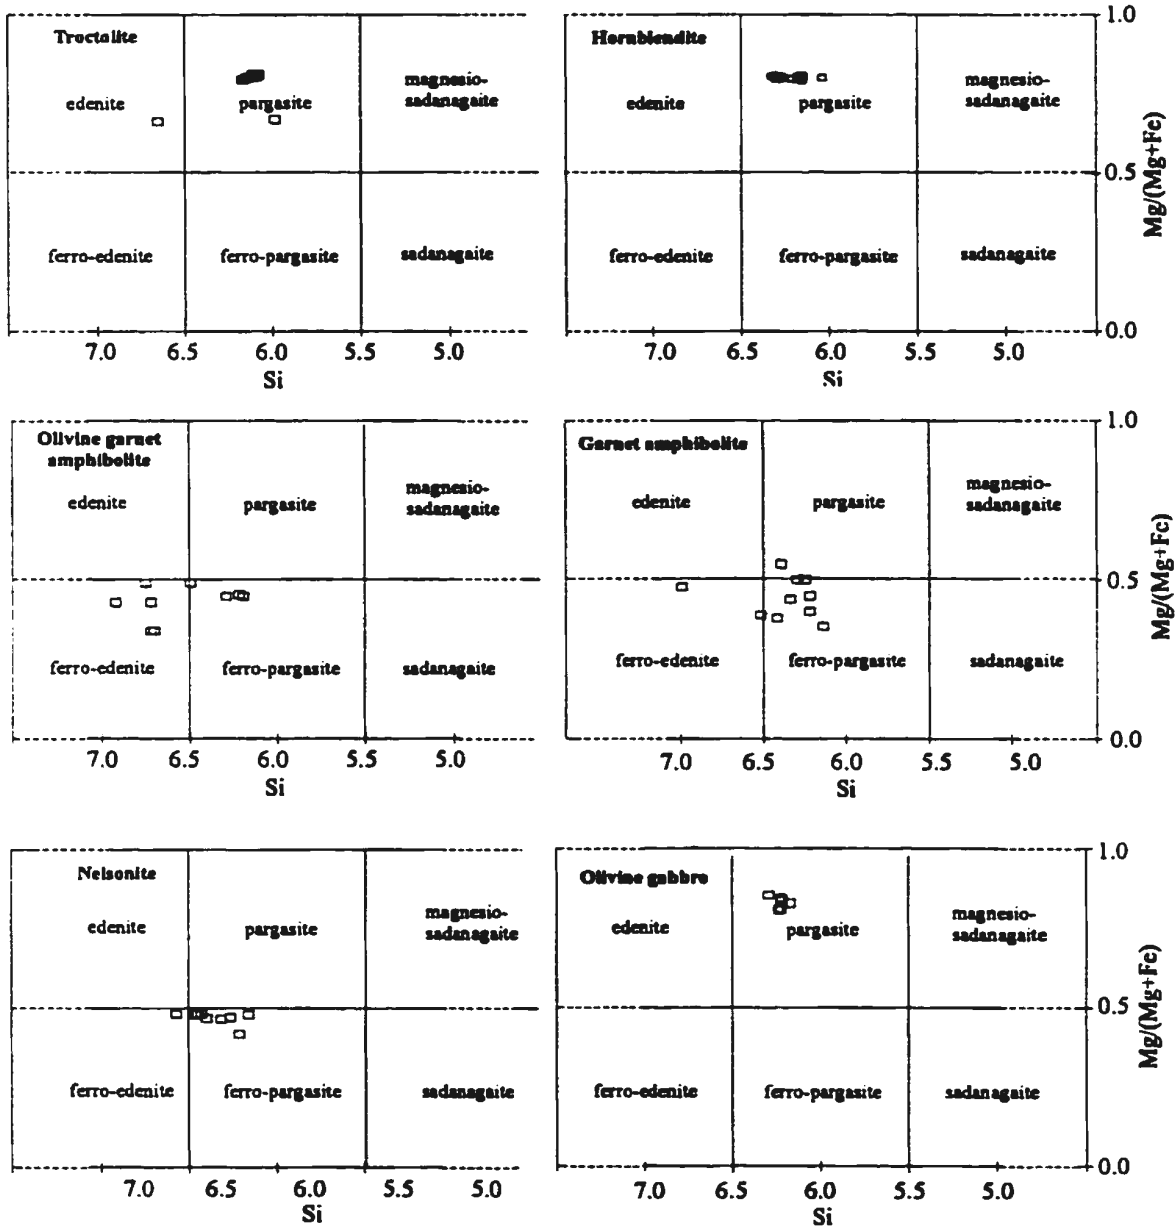 Troctolite
edenite
pargasite
magnesio-
sadanagaite
ferro-edenite
ferro-pargasite
sadanagaite
7.0 6.5 6.0 5.5 5.0
Si
Hornblendite
edenite
pargasite
magnesio-
sadanagaite
ferro-edenite
ferro-pargasite
sadanagaite
7.0 6.5 6.0 5.5 5.0
Si
1.0
0.5
0.0
Mg/(Mg+Fe)
Olivine garnet
amphibolite
edenite
pargasite
magnesio-
sadanagaite
ferro-edenite
ferro-pargasite
sadanagaite
7.0 6.5 6.0 5.5 5.0
Si
Garnet amphibolite
edenite
pargasite
magnesio-
sadanagaite
ferro-edenite
ferro-pargasite
sadanagaite
7.0 6.5 6.0 5.5 5.0
Si
1.0
0.5
0.0
Mg/(Mg+Fe)
Nelsonite
edenite
pargasite
magnesio-
sadanagaite
ferro-edenite
ferro-pargasite
sadanagaite
7.0 6.5 6.0 5.5 5.0
Si
Olivine gabbro
edenite
pargasite
magnesio-
sadanagaite
ferro-edenite
ferro-pargasite
sadanagaite
7.0 6.5 6.0 5.5 5.0
Si
1.0
0.5
0.0
Mg/(Mg+Fe)